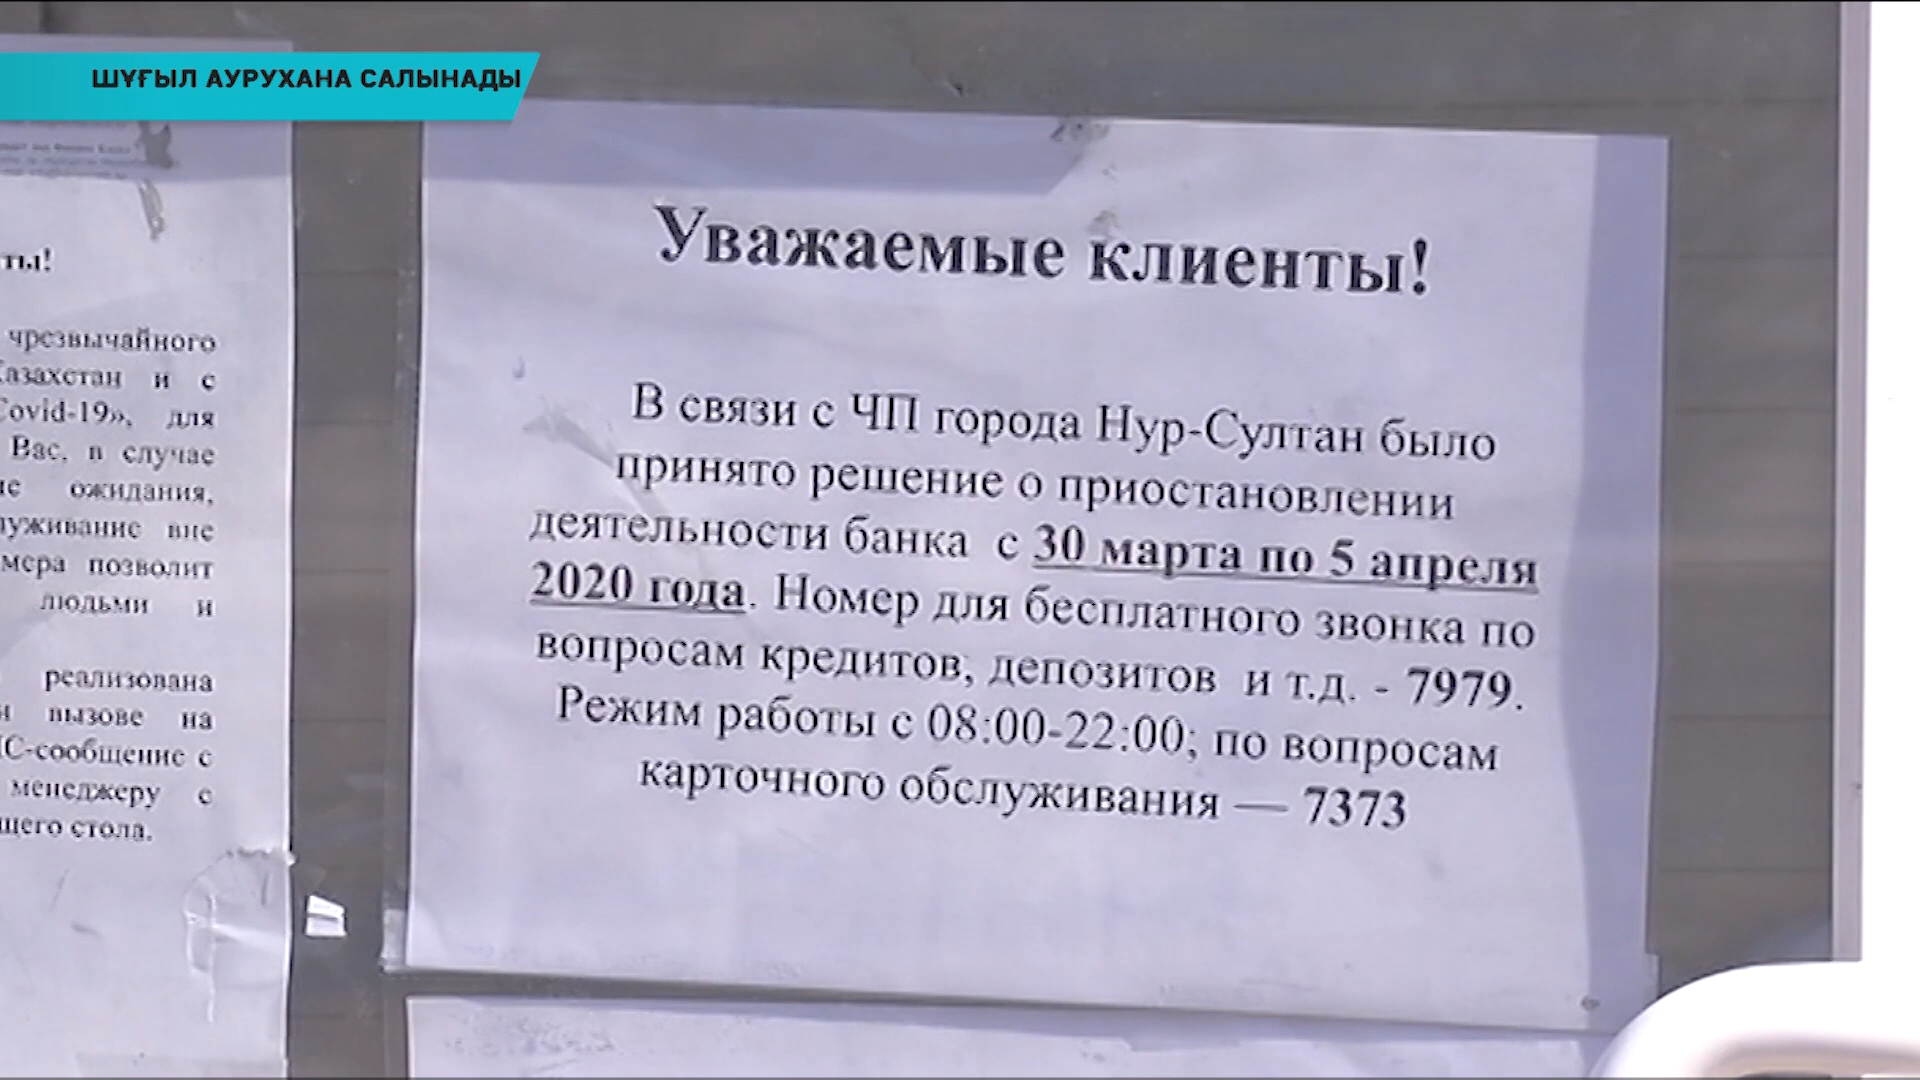 ШҰҒЫЛ АУРУХАНА САЛЫНАДЫ
ты!
чрезвычайного
Казахстан и с
Covid-19», для
Вас, в случае
ожидания,
луживание вне
мера позволит
людьми и
реализована
и вызове на
МС-сообщение с
менеджеру с
щего стола.
Уважаемые клиенты!
В связи с ЧП города Нур-Султан было
принято решение о приостановлении
деятельности банка с 30 марта по 5 апреля
2020 года. Номер для бесплатного звонка по
вопросам кредитов, депозитов и т.д. - 7979.
Режим работы с 08:00-22:00; по вопросам
карточного обслуживания — 7373